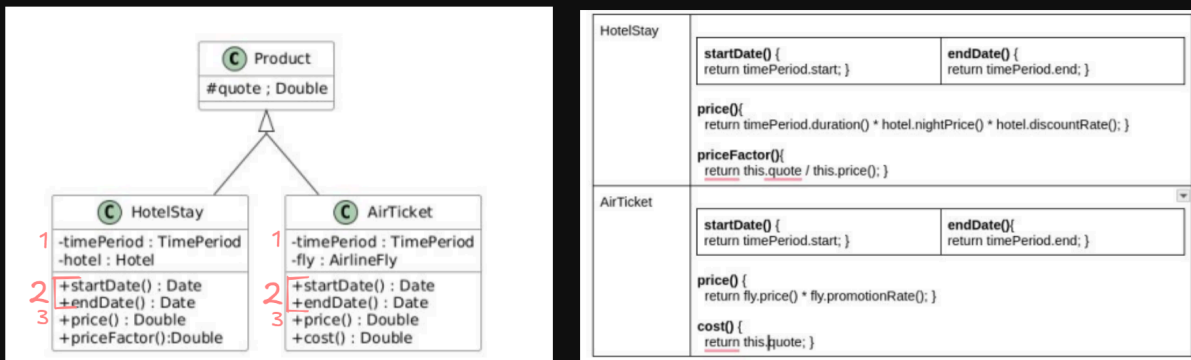 C Product
#quote ; Double
C HotelStay
1 -timePeriod : TimePeriod
-hotel : Hotel
2 +startDate() : Date
+endDate() : Date
3 +price() : Double
+priceFactor():Double
C AirTicket
1 -timePeriod : TimePeriod
-fly : AirlineFly
2 +startDate() : Date
+endDate() : Date
3 +price() : Double
+cost() : Double
HotelStay
startDate() {
return timePeriod.start; }
endDate() {
return timePeriod.end; }
price(){
return timePeriod.duration() * hotel.nightPrice() * hotel.discountRate(); }
priceFactor(){
return this.quote / this.price(); }
AirTicket
startDate() {
return timePeriod.start; }
endDate(){
return timePeriod.end; }
price() {
return fly.price() * fly.promotionRate(); }
cost() {
return this.quote; }